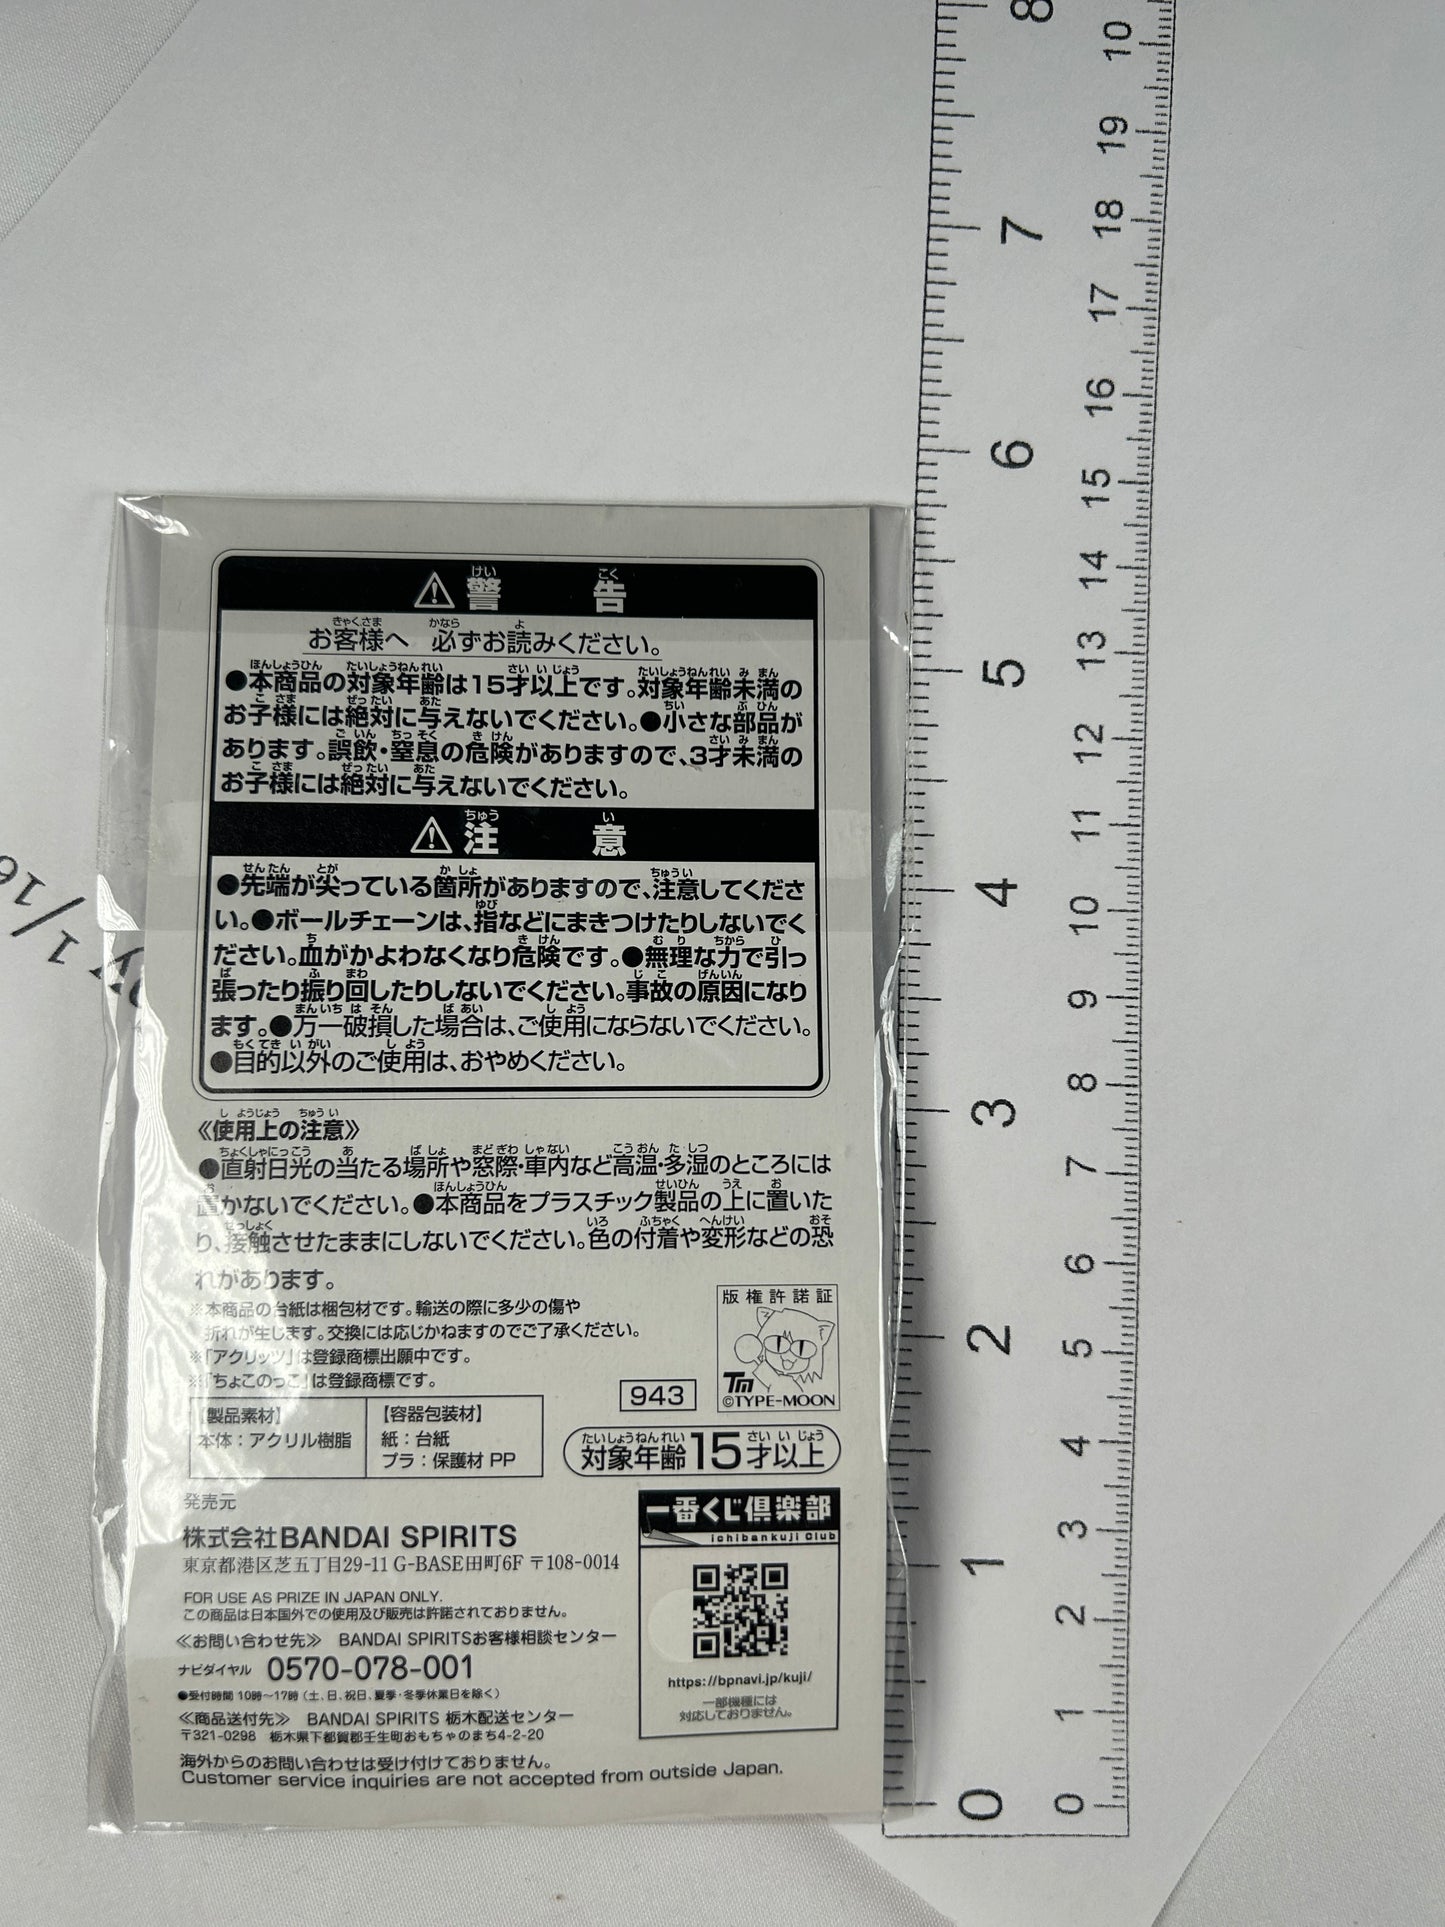 ⚠警告
お客様へ 必ずお読みください。
●本商品の対象年齢は15才以上です。対象年齢未満の
お子様には絶対に与えないでください。●小さな部品が
あります。誤飲・窒息の危険がありますので、3才未満の
お子様には絶対に与えないでください。
⚠注意
●先端が尖っている箇所がありますので、注意してくださ
い。●ボールチェーンは、指などにまきつけたりしないでく
ださい。血がかよわなくなり危険です。●無理な力で引っ
張ったり振り回したりしないでください。事故の原因になり
ます。●万一破損した場合は、ご使用にならないでください。
●目的以外のご使用は、おやめください。
《使用上の注意》
●直射日光の当たる場所や窓際・車内など高温・多湿のところには
置かないでください。●本商品をプラスチック製品の上に置いた
り、接触させたままにしないでください。色の付着や変形などの恐
れがあります。
※本商品の台紙は梱包材です。輸送の際に多少の傷や
折れが生じます。交換には応じかねますのでご了承ください。
※「アクリッツ」は登録商標出願中です。
※「ちょこのっこ」は登録商標です。
943
版権許諾証
TM
©TYPE-MOON
【製品素材】
本体：アクリル樹脂
【容器包装材】
紙：台紙
プラ：保護材 PP
対象年齢15才以上
発売元
株式会社BANDAI SPIRITS
東京都港区芝五丁目29-11 G-BASE田町6F 〒108-0014
FOR USE AS PRIZE IN JAPAN ONLY.
この商品は日本国外での使用及び販売は許諾されておりません。
≪お問い合わせ先≫ BANDAI SPIRITSお客様相談センター
ナビダイヤル 0570-078-001
●受付時間 10時〜17時（土、日、祝日、夏季・冬季休業日を除く）
≪商品送付先≫ BANDAI SPIRITS 栃木配送センター
〒321-0298 栃木県下都賀郡壬生町おもちゃのまち4-2-20
海外からのお問い合わせは受け付けておりません。
Customer service inquiries are not accepted from outside Japan.
一番くじ倶楽部
ichibankuji Club
https://bpnavi.jp/kuji/
一部機種には
対応しておりません。
8
7
6
5
4
3
2
1
0
10
19
18
17
16
15
14
13
12
11
10
9
8
7
6
5
4
3
2
1
0
1/16